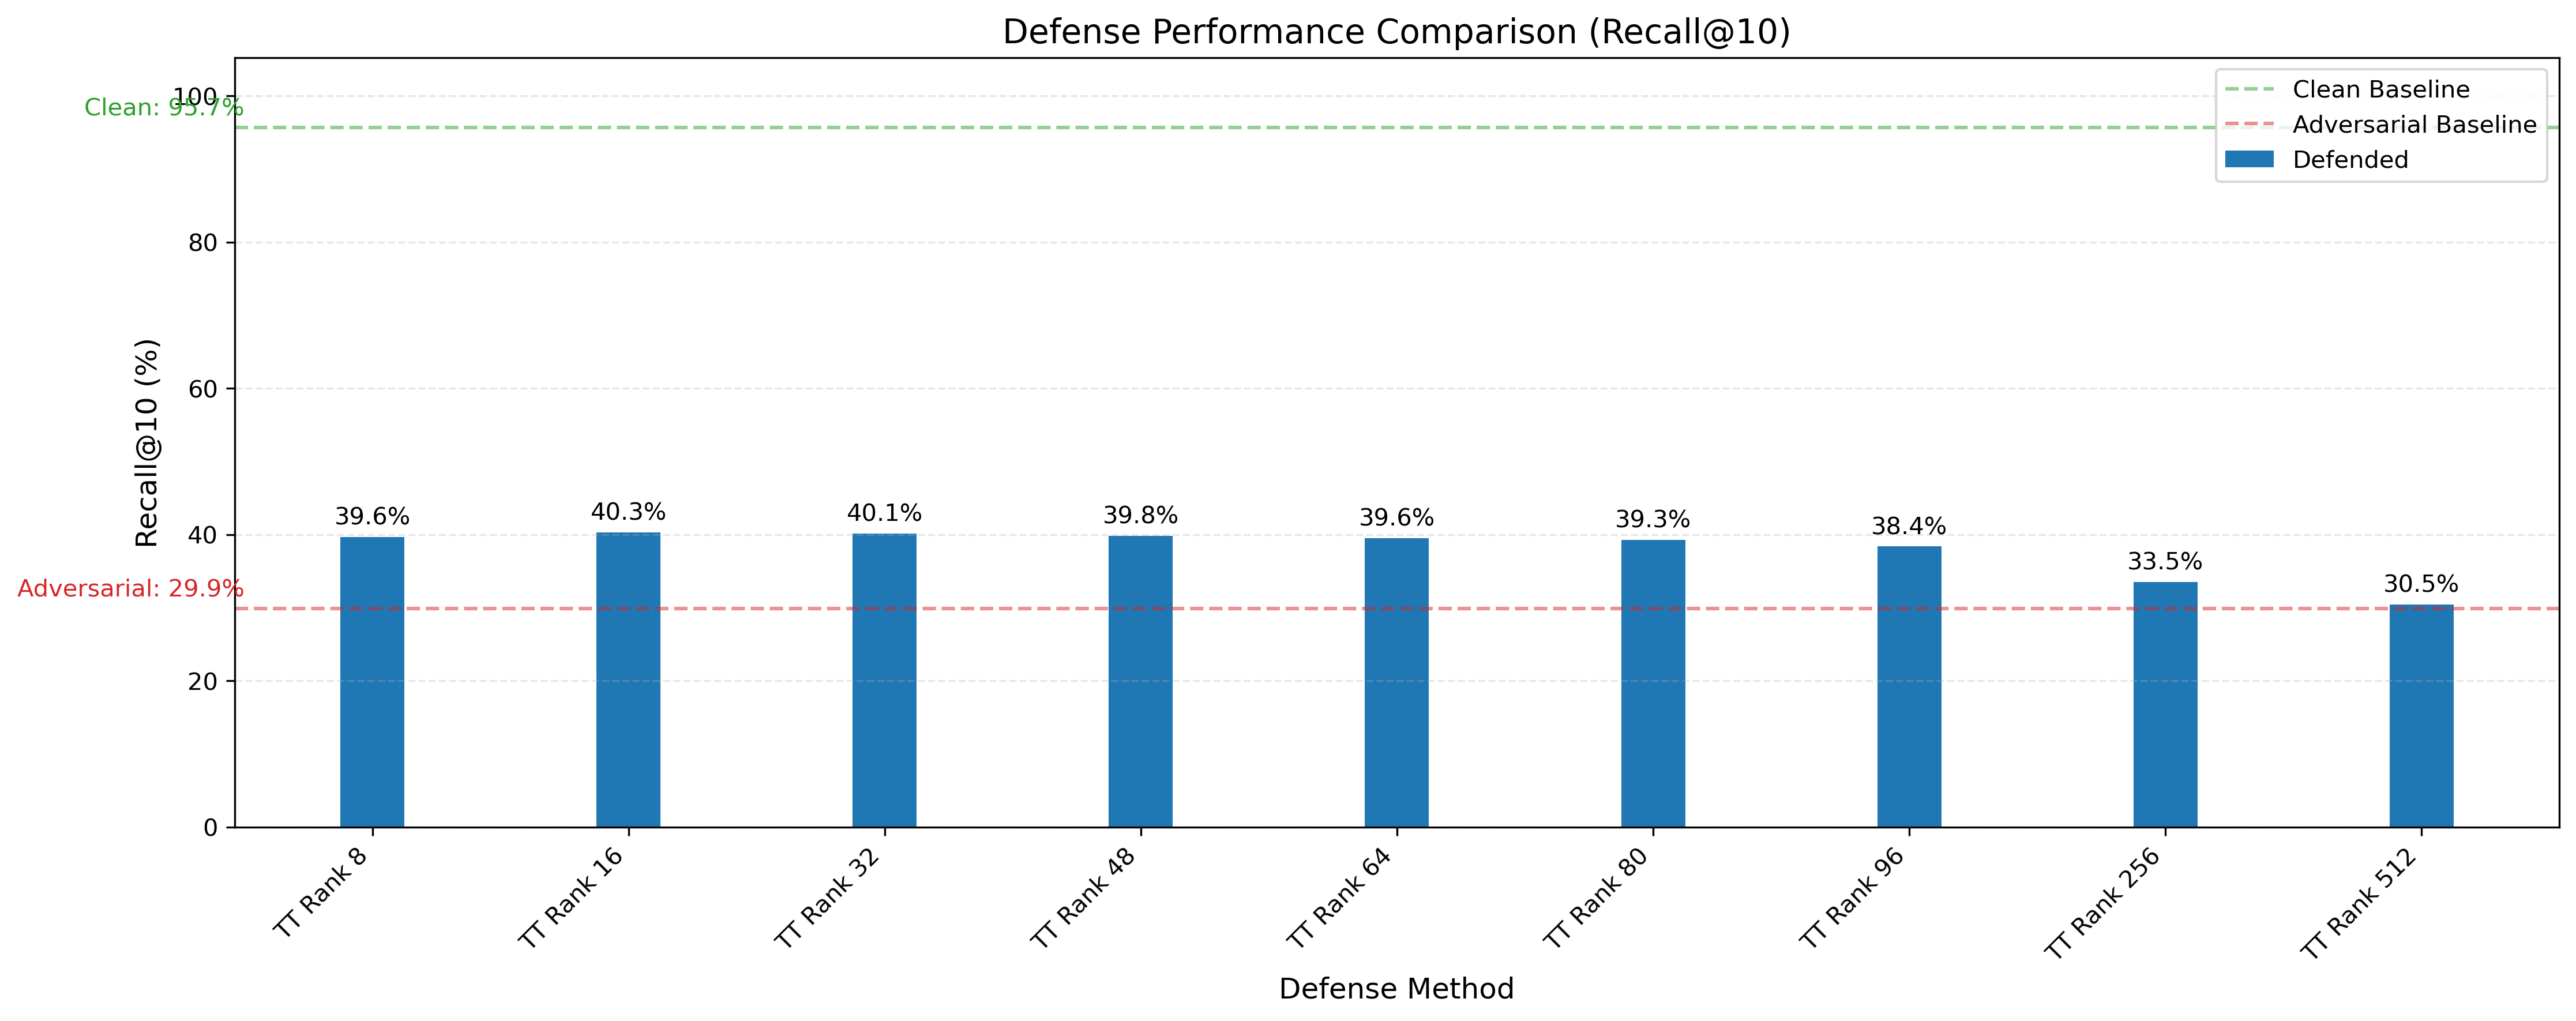 Defense Performance Comparison (Recall@10)
Clean: 95.7%
Adversarial: 29.9%
Recall@10 (%)
100
80
60
40
20
0
Clean Baseline
Adversarial Baseline
Defended
39.6%
40.3%
40.1%
39.8%
39.6%
39.3%
38.4%
33.5%
30.5%
TT Rank 8
TT Rank 16
TT Rank 32
TT Rank 48
TT Rank 64
TT Rank 80
TT Rank 96
TT Rank 256
TT Rank 512
Defense Method